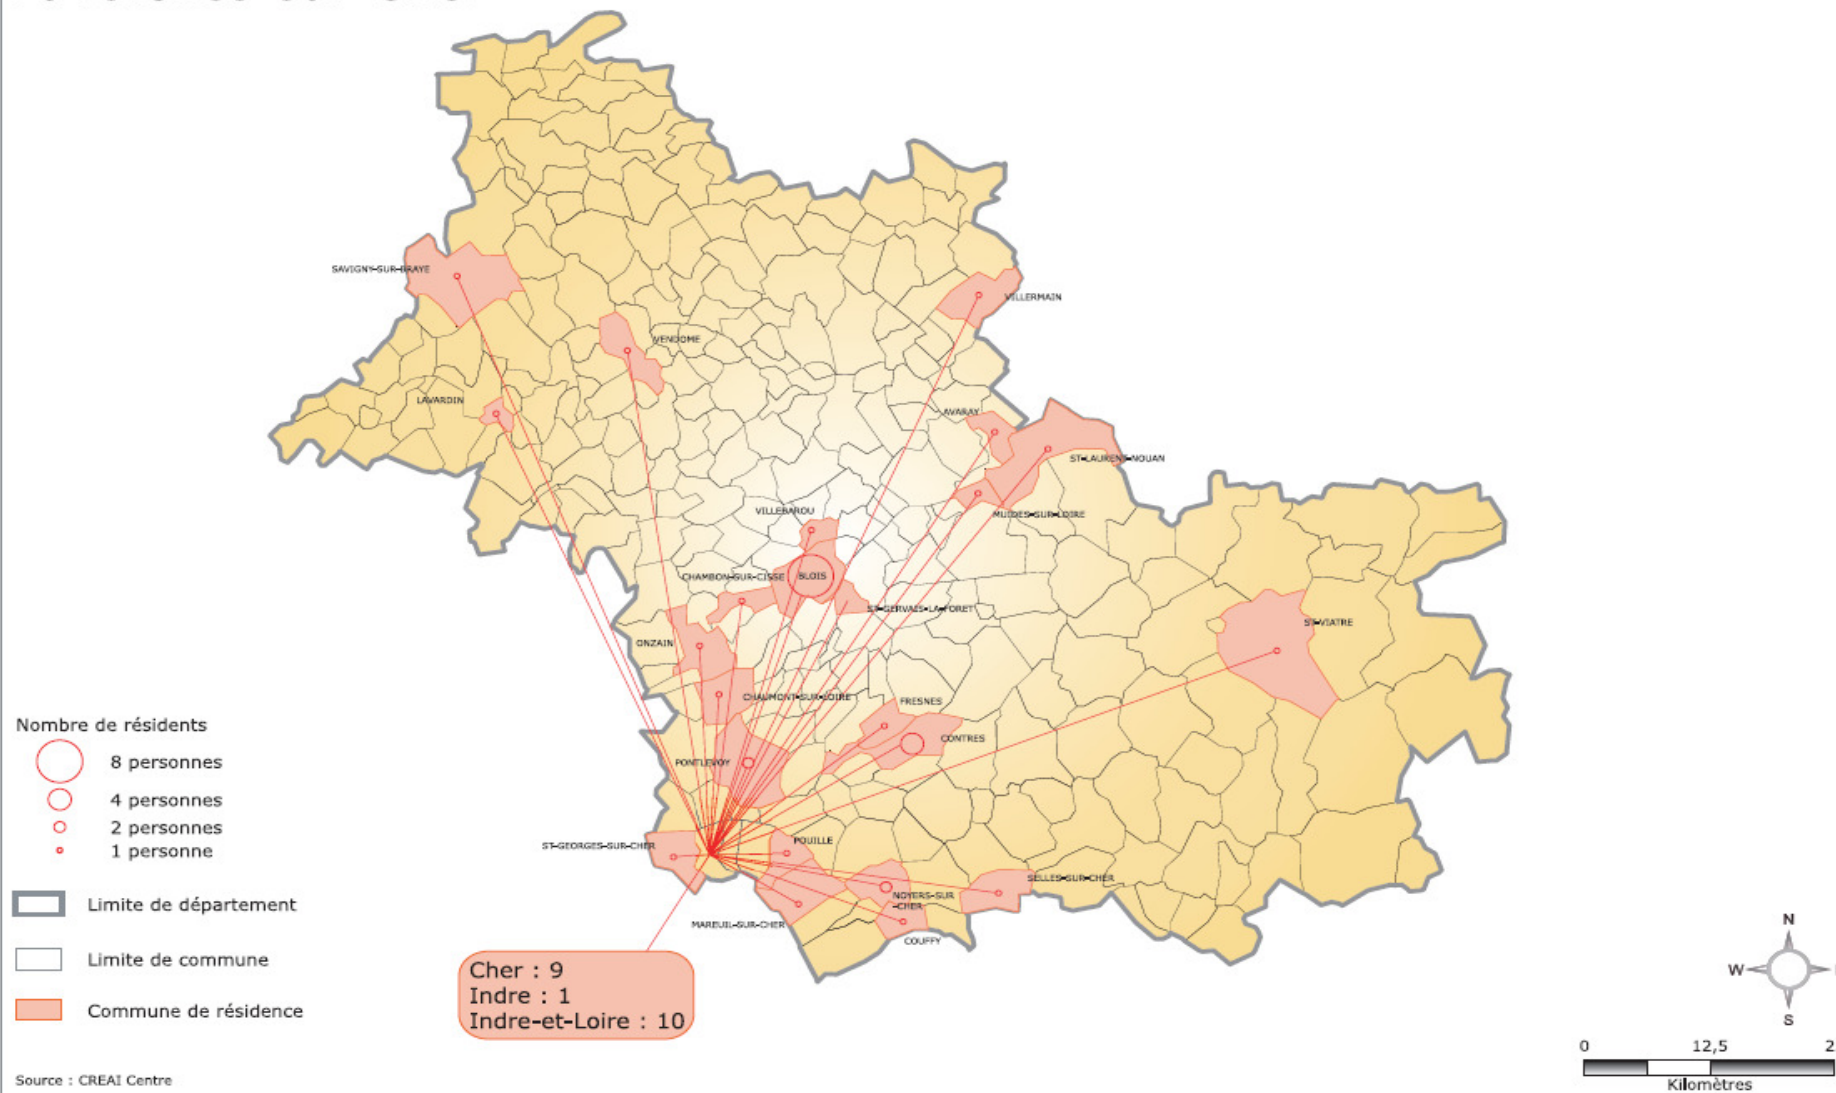 SAVIGNY-SUR-BRAYE
VILLERMAIN
VENDOME
LAVARDIN
AVARAY
ST-LAURENT-NOUAN
MUIDES-SUR-LOIRE
VILLEBAROU
CHAMBON-SUR-CISSE
BLOIS
ST-GERVAIS-LA-FORET
ST-VIATRE
ONZAIN
CHAUMONT-SUR-LOIRE
FRESNES
CONTRES
PONTLEVOY
ST-GEORGES-SUR-CHER
POUILLE
SELLES-SUR-CHER
NOYERS-SUR
-CHER
MAREUIL-SUR-CHER
COUFFY
Nombre de résidents
8 personnes
4 personnes
2 personnes
1 personne
Limite de département
Limite de commune
Commune de résidence
Cher : 9
Indre : 1
Indre-et-Loire : 10
N
W
S
0 12,5
Kilomètres
Source : CREAI Centre